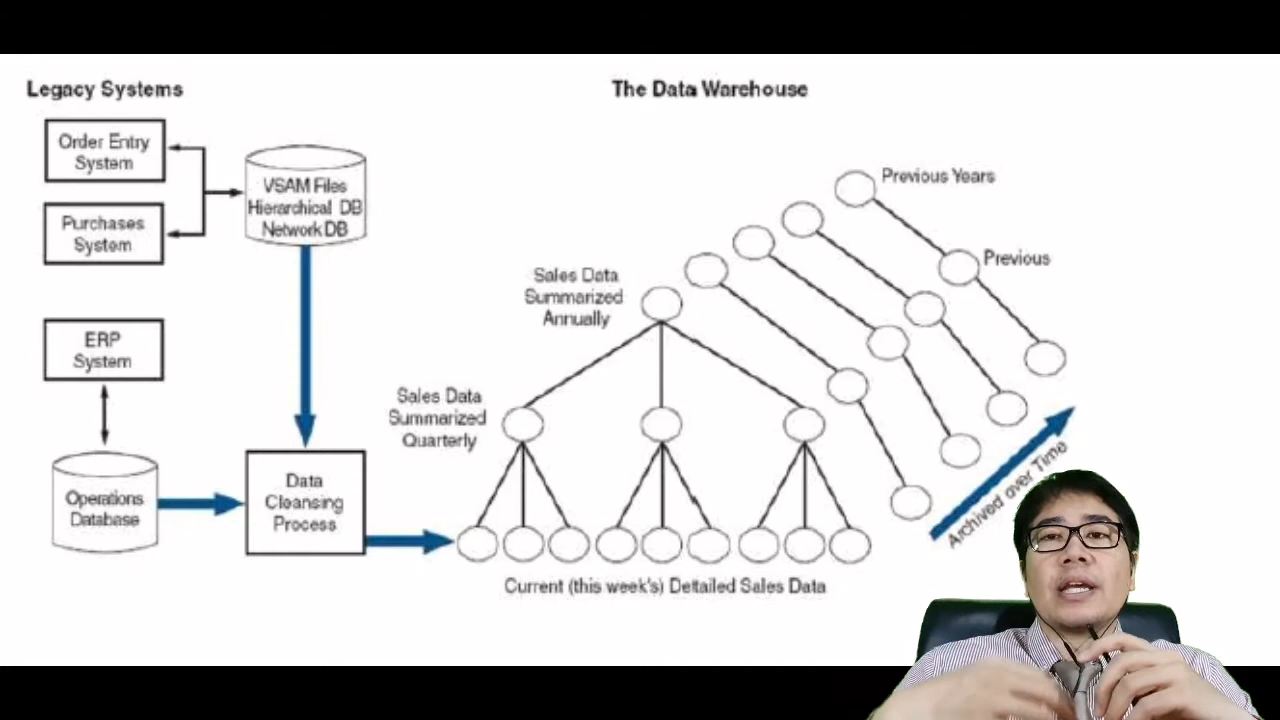 Legacy Systems
The Data Warehouse
Order Entry
System
Purchases
System
VSAM Files
Hierarchical DB
Network DB
ERP
System
Operations
Database
Data
Cleansing
Process
Sales Data
Summarized
Annually
Sales Data
Summarized
Quarterly
Previous Years
Previous
Archived over Time
Current (this week's) Detailed Sales Data